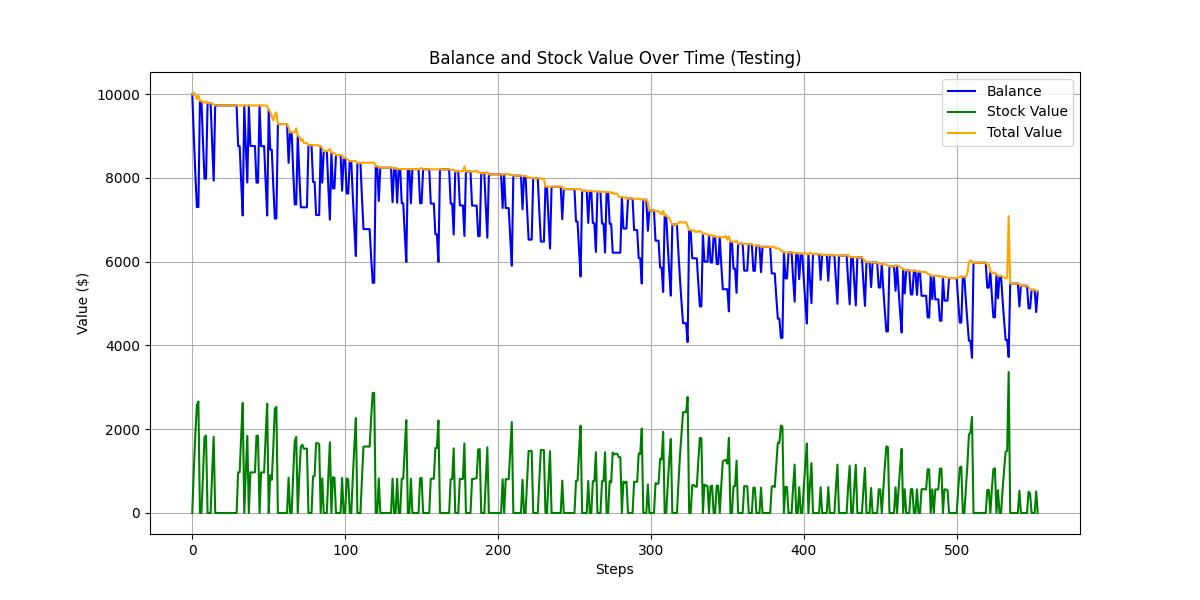 Balance and Stock Value Over Time (Testing)
Balance
Stock Value
Total Value
Value ($)
10000
8000
6000
4000
2000
0
0
100
200
300
400
500
Steps